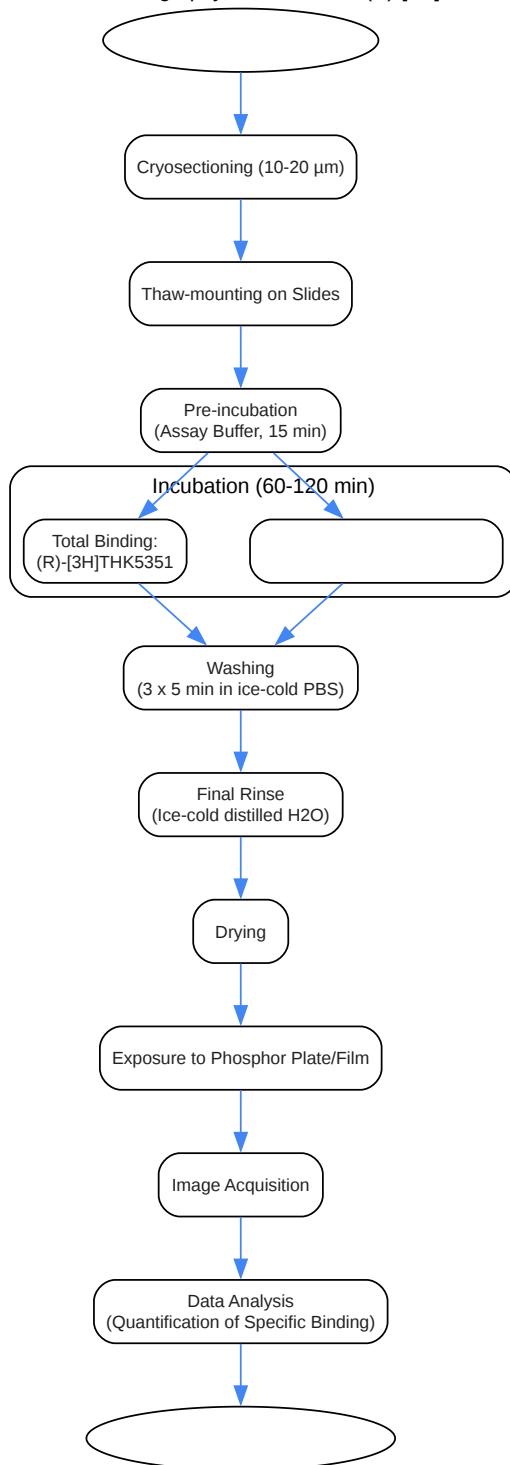 Cryosectioning (10-20 µm)
Thaw-mounting on Slides
Pre-incubation
(Assay Buffer, 15 min)
Incubation (60-120 min)
Total Binding:
(R)-[3H]THK5351
Washing
(3 x 5 min in ice-cold PBS)
Final Rinse
(Ice-cold distilled H2O)
Drying
Exposure to Phosphor Plate/Film
Image Acquisition
Data Analysis
(Quantification of Specific Binding)